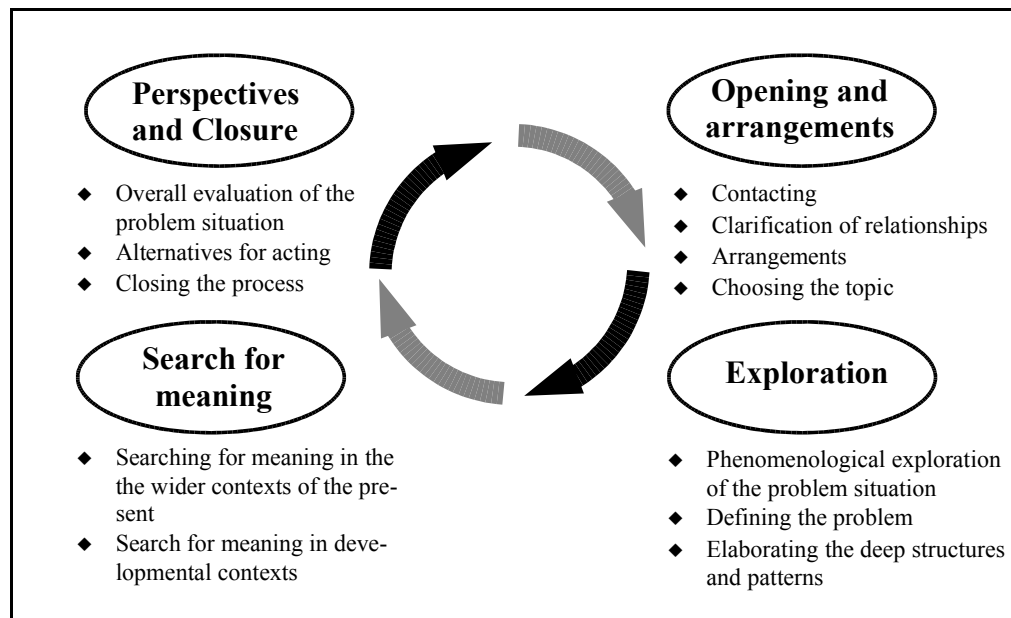 Perspectives
and Closure
◆ Overall evaluation of the
problem situation
◆ Alternatives for acting
◆ Closing the process
Opening and
arrangements
◆ Contacting
◆ Clarification of relationships
◆ Arrangements
◆ Choosing the topic
Search for
meaning
◆ Searching for meaning in the
the wider contexts of the pre-
sent
◆ Search for meaning in deve-
lopmental contexts
Exploration
◆ Phenomenological exploration
of the problem situation
◆ Defining the problem
◆ Elaborating the deep structures
and patterns